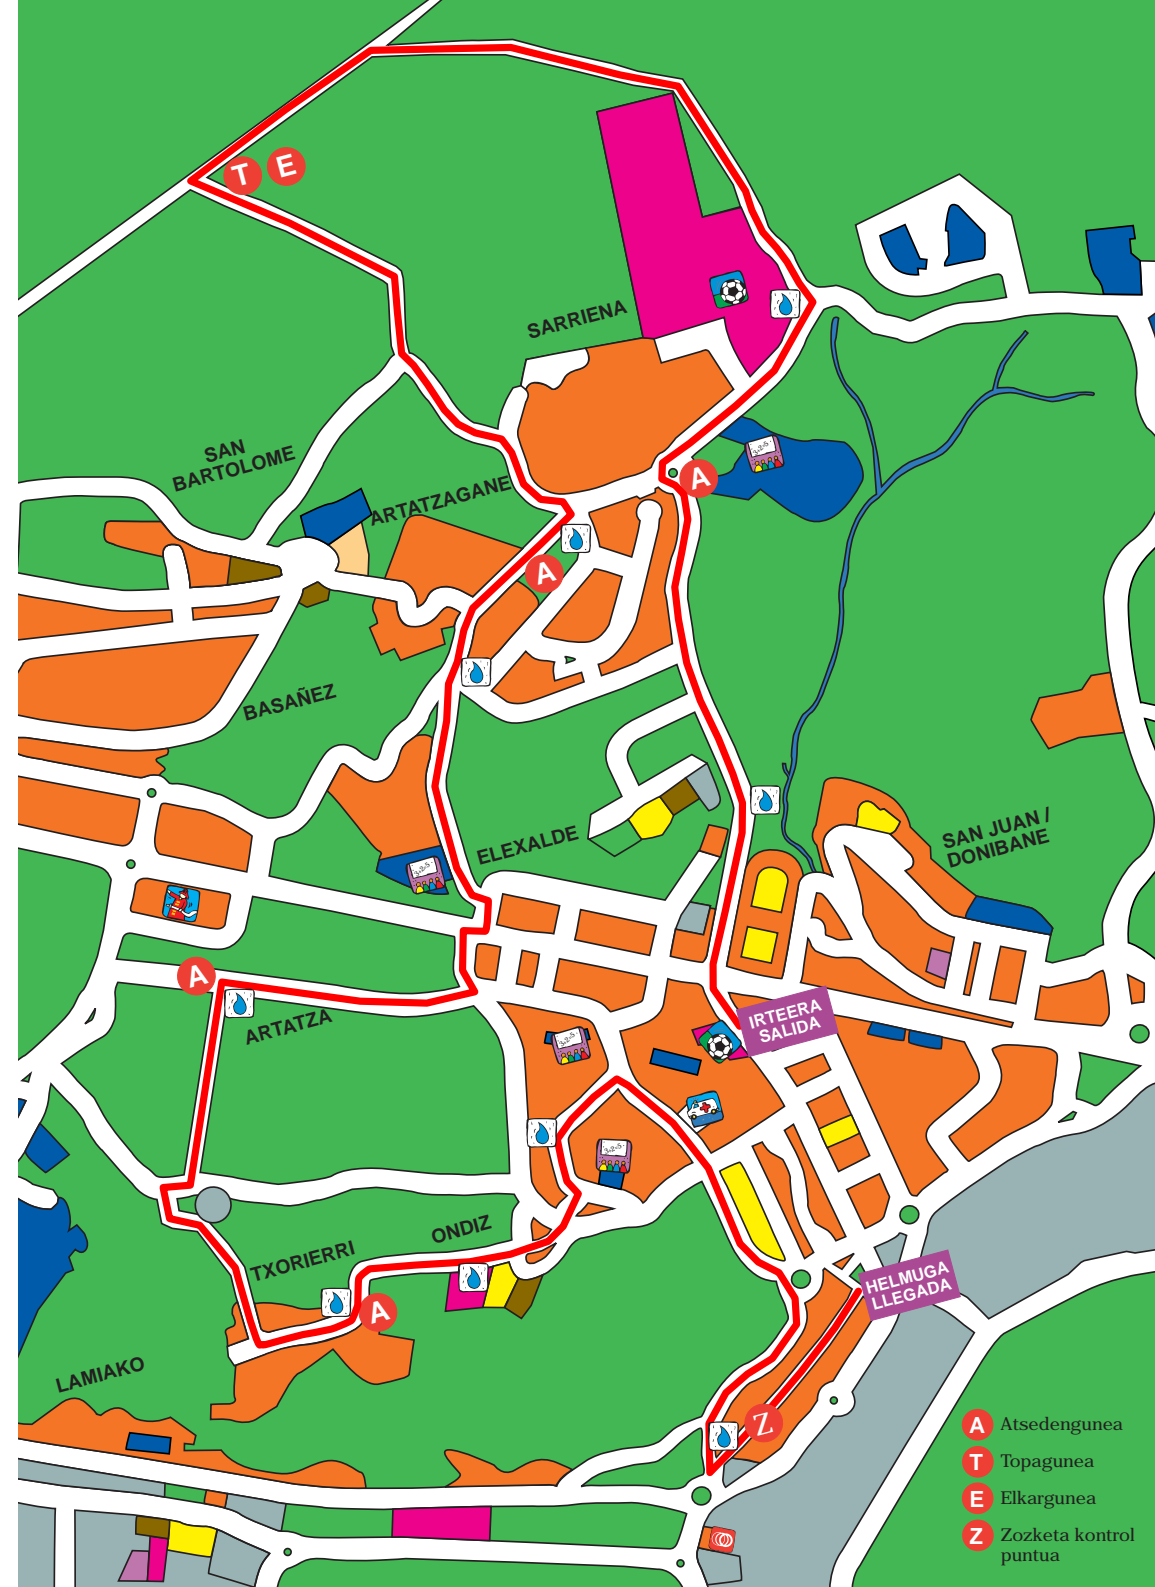 T
E
SARRIENA
SAN
BARTOLOME
ARTATZAGANE
A
A
BASAÑEZ
ELEXALDE
SAN JUAN /
DONIBANE
A
ARTATZA
IRTEERA
SALIDA
ONDIZ
TXORIERRI
A
HELMUGA
LLEGADA
LAMIAKO
Z
A Atsedengunea
T Topagunea
E Elkargunea
Z Zozketa kontrol
puntua